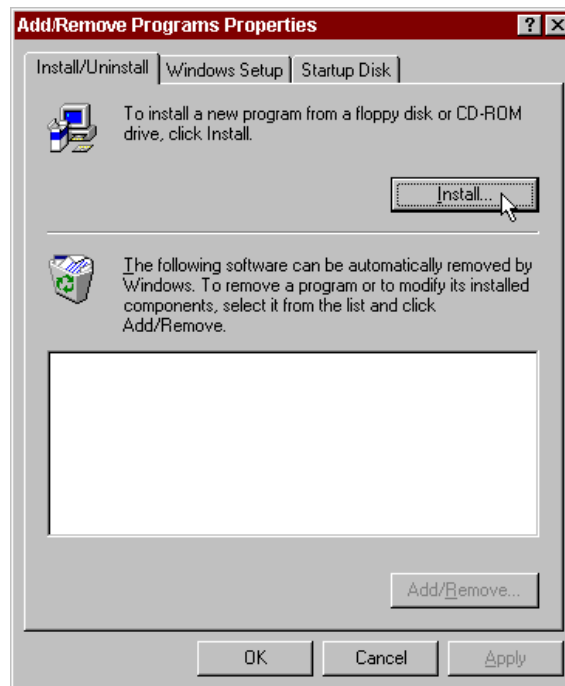 Add/Remove Programs Properties
Install/Uninstall Windows Setup Startup Disk
To install a new program from a floppy disk or CD-ROM
drive, click Install.
Install...
The following software can be automatically removed by
Windows. To remove a program or to modify its installed
components, select it from the list and click
Add/Remove.
Add/Remove...
OK Cancel Apply